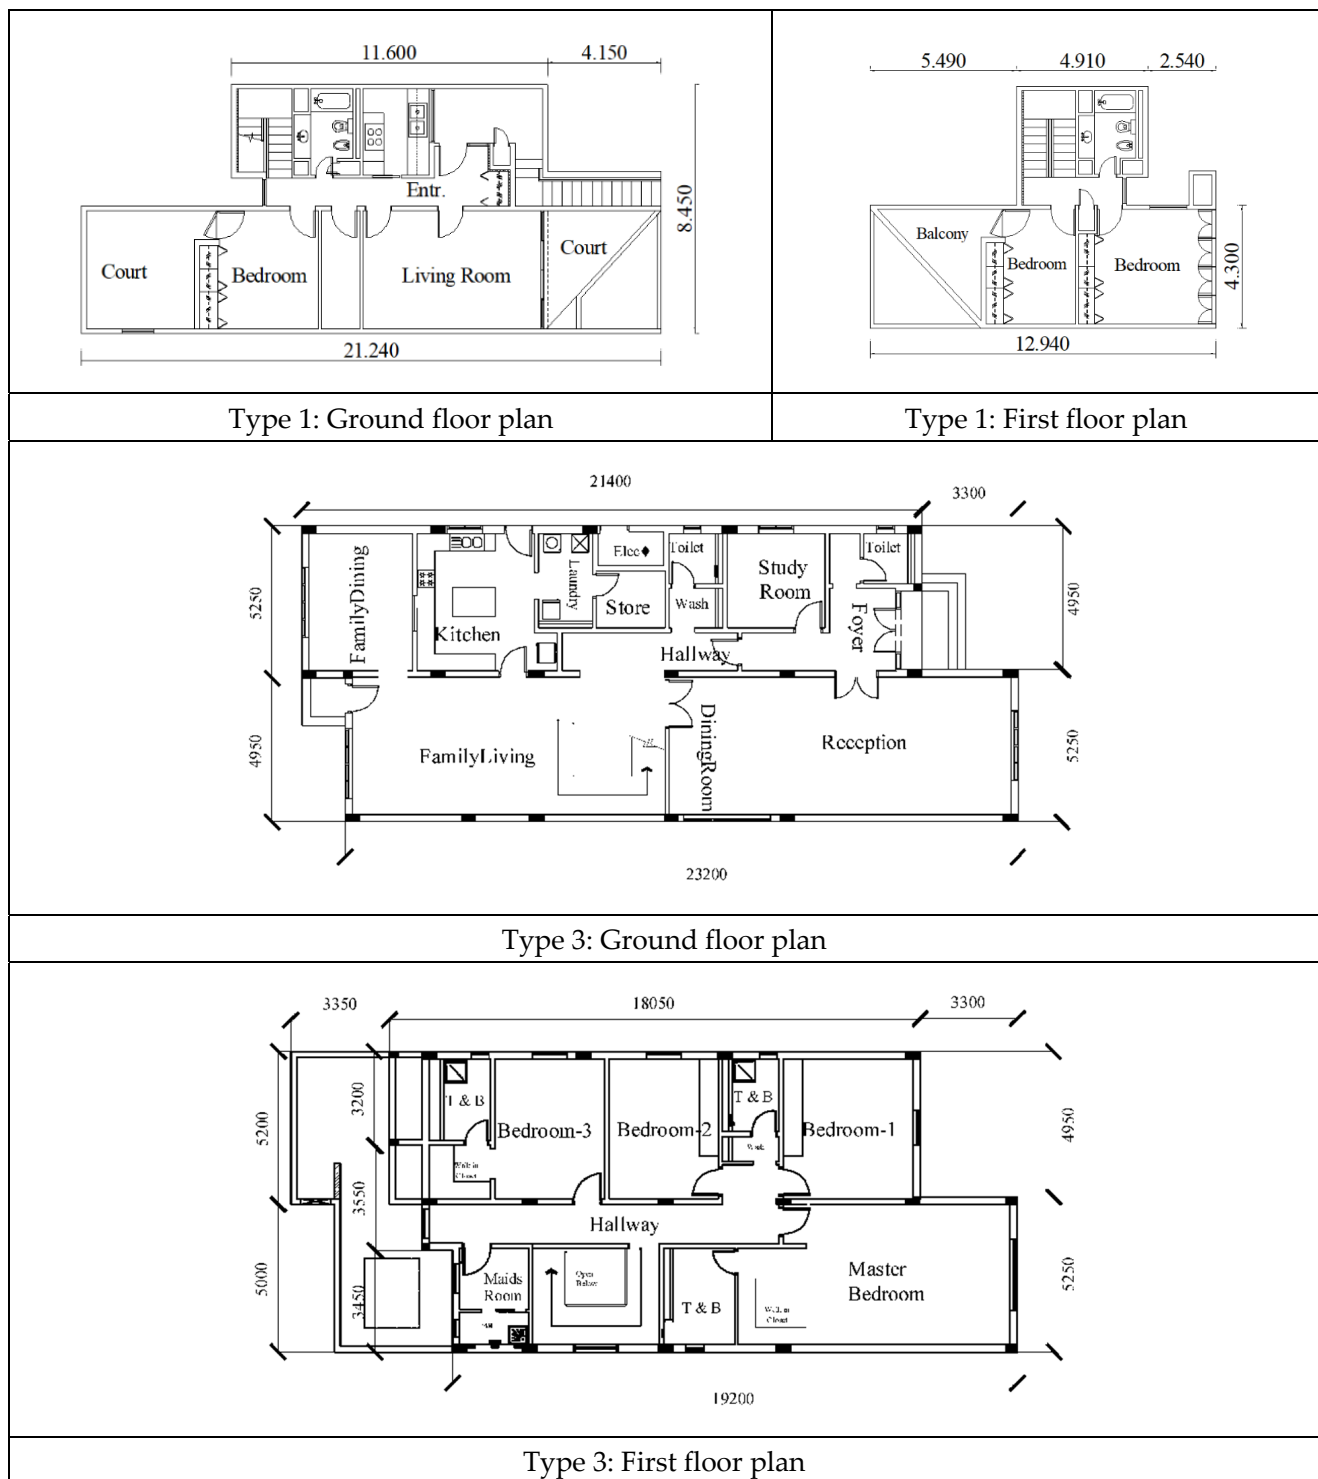 11.600
4.150
Entr.
8.450
Court
Bedroom
Living Room
Court
21.240
Type 1: Ground floor plan
5.490
4.910
2.540
Balcony
Bedroom
Bedroom
4.300
12.940
Type 1: First floor plan
21400
3300
5250
4950
FamilyDining
Kitchen
Laundry
Elec
Store
Toilet
Wash
Study
Room
Toilet
Foyer
Hallway
4950
5250
FamilyLiving
DiningRoom
Reception
23200
Type 3: Ground floor plan
3350
18050
3300
5200
3200
4950
T & B
Bedroom-3
Bedroom-2
T & B
Wash
Bedroom-1
Walk in
Closet
3550
Hallway
5000
3450
5250
Maids
Room
Open
Below
T & B
Walk in
Closet
Master
Bedroom
19200
Type 3: First floor plan